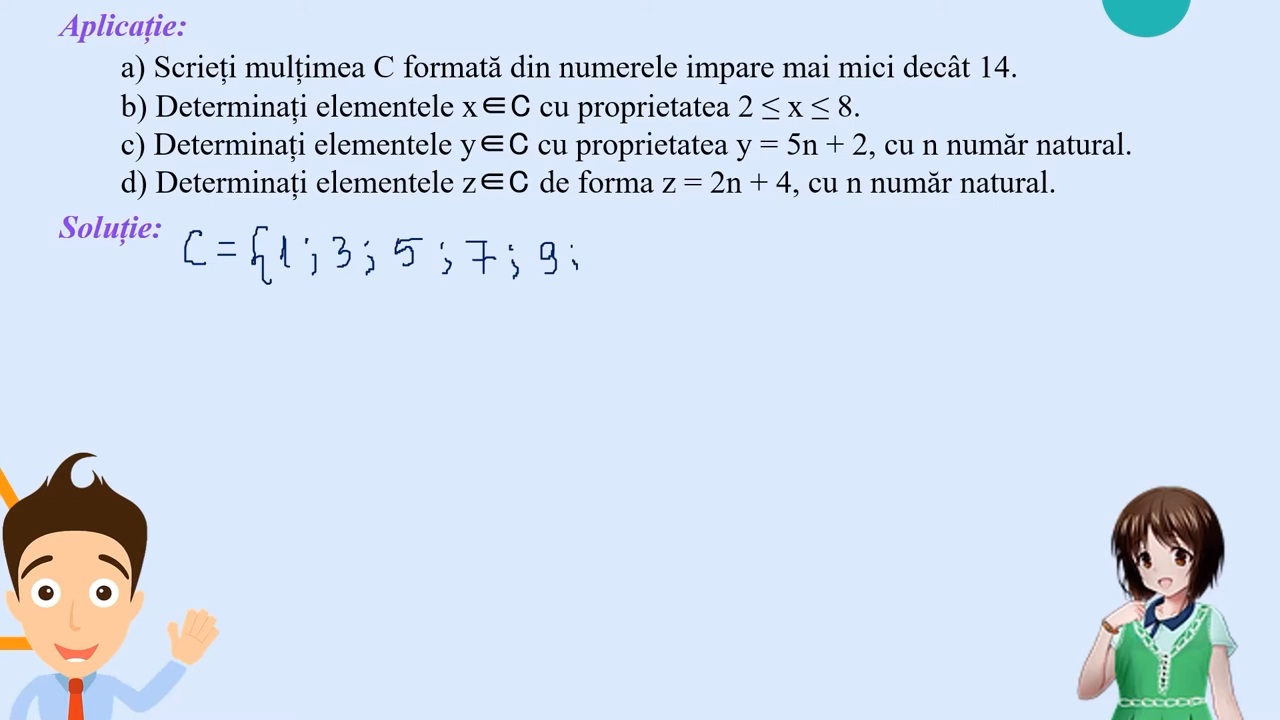 Aplicație:
a) Scrieți mulțimea C formată din numerele impare mai mici decât 14.
b) Determinați elementele x∈C cu proprietatea 2 ≤ x ≤ 8.
c) Determinați elementele y∈C cu proprietatea y = 5n + 2, cu n număr natural.
d) Determinați elementele z∈C de forma z = 2n + 4, cu n număr natural.
Soluție:
C = {1 ; 3 ; 5 ; 7 ; 9 ;